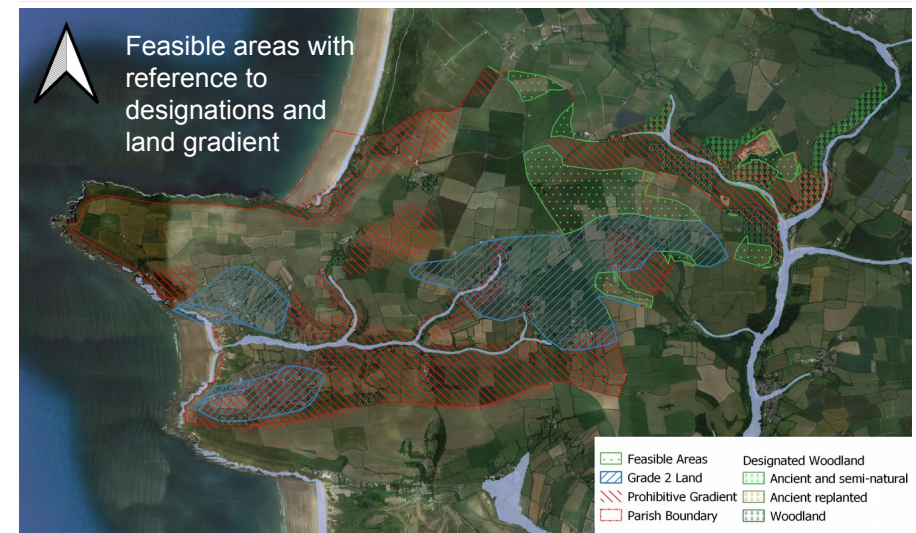 Feasible areas with
reference to
designations and
land gradient
Feasible Areas
Grade 2 Land
Prohibitive Gradient
Parish Boundary
Designated Woodland
Ancient and semi-natural
Ancient replanted
Woodland